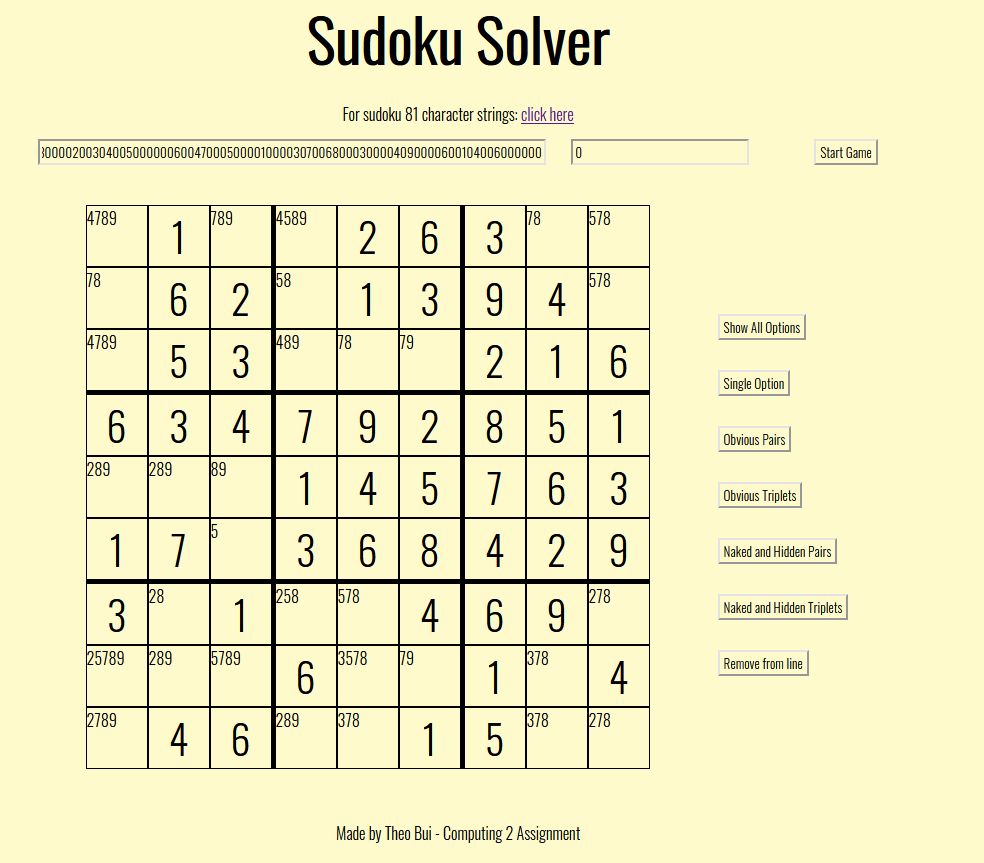 Sudoku Solver
For sudoku 81 character strings: click here
300002003040050000006004700050000100003070068000300004090000600104006000000 0 Start Game
4789 1 789 4589 2 6 3 78 578
78 6 2 58 1 3 9 4 578
4789 5 3 489 78 79 2 1 6
6 3 4 7 9 2 8 5 1
289 289 89 1 4 5 7 6 3
1 7 5 3 6 8 4 2 9
3 28 1 258 578 4 6 9 278
25789 289 5789 6 3578 79 1 378 4
2789 4 6 289 378 1 5 378 278
Show All Options
Single Option
Obvious Pairs
Obvious Triplets
Naked and Hidden Pairs
Naked and Hidden Triplets
Remove from line
Made by Theo Bui - Computing 2 Assignment